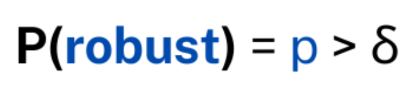 P(robust) = p > δ